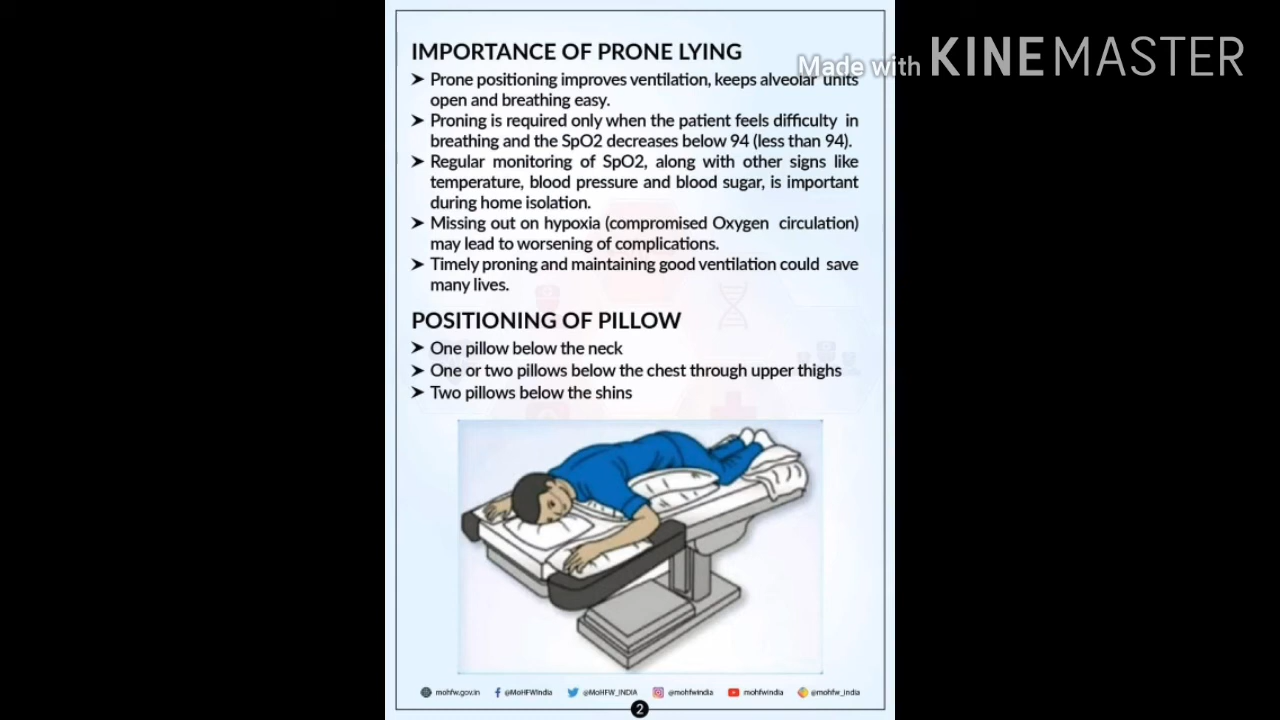 IMPORTANCE OF PRONE LYING
Made with KINEMASTER
➤ Prone positioning improves ventilation, keeps alveolar units
open and breathing easy.
➤ Proning is required only when the patient feels difficulty in
breathing and the SpO2 decreases below 94 (less than 94).
➤ Regular monitoring of SpO2, along with other signs like
temperature, blood pressure and blood sugar, is important
during home isolation.
➤ Missing out on hypoxia (compromised Oxygen circulation)
may lead to worsening of complications.
➤ Timely proning and maintaining good ventilation could save
many lives.
POSITIONING OF PILLOW
➤ One pillow below the neck
➤ One or two pillows below the chest through upper thighs
➤ Two pillows below the shins
mohfw.gov.in @MoHFWIndia @MoHFW_INDIA @mohfwindia mohfwindia @mohfw_india
2